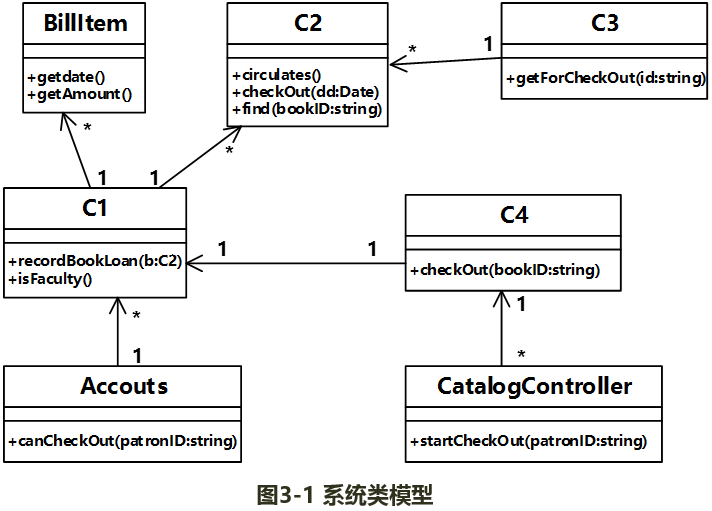 BillItem
+getdate()
+getAmount()
C2
+circulates()
+checkOut(dd:Date)
+find(bookID:string)
C3
+getForCheckOut(id:string)
* 1
*
1 1 *
C1
+recordBookLoan(b:C2)
+isFaculty()
1 1
C4
+checkOut(bookID:string)
*
1
1
*
Accouts
+canCheckOut(patronID:string)
CatalogController
+startCheckOut(patronID:string)
图3-1 系统类模型